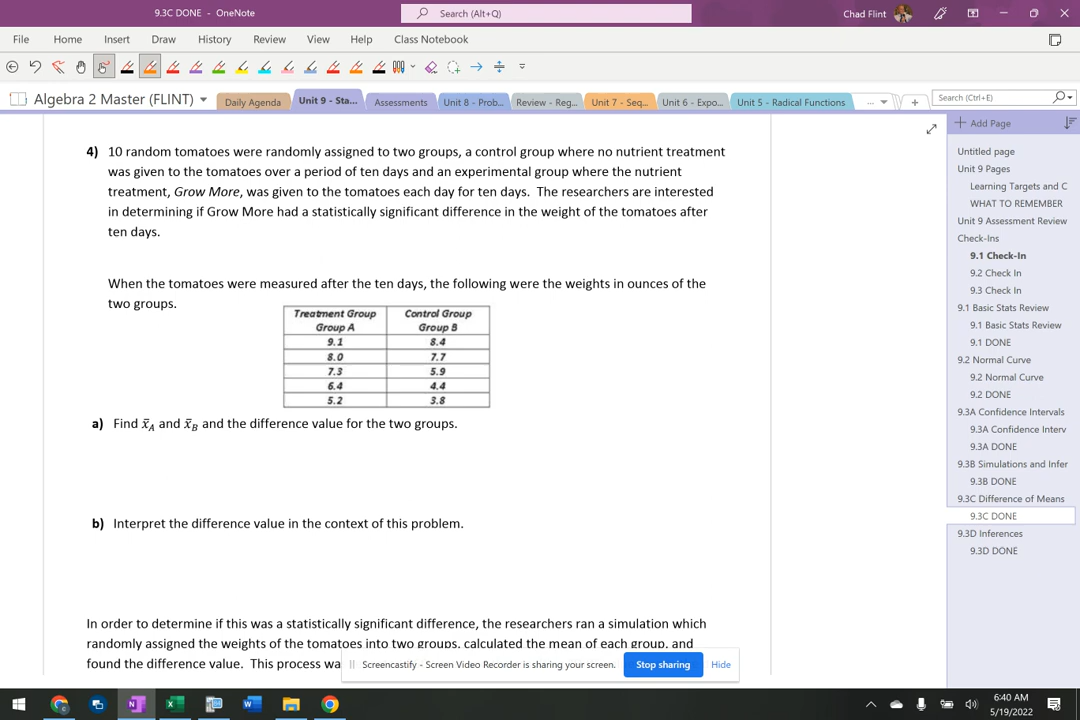 9.3C DONE - OneNote
Search (Alt+Q)
Chad Flint
File Home Insert Draw History Review View Help Class Notebook
Algebra 2 Master (FLINT)
Daily Agenda Unit 9 - Sta... Assessments Unit 8 - Prob... Review - Reg... Unit 7 - Seq... Unit 6 - Expo... Unit 5 - Radical Functions ...
Search (Ctrl+E)
Add Page
4) 10 random tomatoes were randomly assigned to two groups, a control group where no nutrient treatment
was given to the tomatoes over a period of ten days and an experimental group where the nutrient
treatment, Grow More, was given to the tomatoes each day for ten days. The researchers are interested
in determining if Grow More had a statistically significant difference in the weight of the tomatoes after
ten days.
When the tomatoes were measured after the ten days, the following were the weights in ounces of the
two groups.
Treatment Group Control Group
Group A Group B
9.1 8.4
8.0 7.7
7.3 5.9
6.4 4.4
5.2 3.8
a) Find x̄A and x̄B and the difference value for the two groups.
b) Interpret the difference value in the context of this problem.
In order to determine if this was a statistically significant difference, the researchers ran a simulation which
randomly assigned the weights of the tomatoes into two groups, calculated the mean of each group, and
found the difference value. This process wa
Screencastify - Screen Video Recorder is sharing your screen. Stop sharing Hide
Untitled page
Unit 9 Pages
Learning Targets and C
WHAT TO REMEMBER
Unit 9 Assessment Review
Check-Ins
9.1 Check-In
9.2 Check In
9.3 Check In
9.1 Basic Stats Review
9.1 Basic Stats Review
9.1 DONE
9.2 Normal Curve
9.2 Normal Curve
9.2 DONE
9.3A Confidence Intervals
9.3A Confidence Interv
9.3A DONE
9.3B Simulations and Infer
9.3B DONE
9.3C Difference of Means
9.3C DONE
9.3D Inferences
9.3D DONE
6:40 AM
5/19/2022